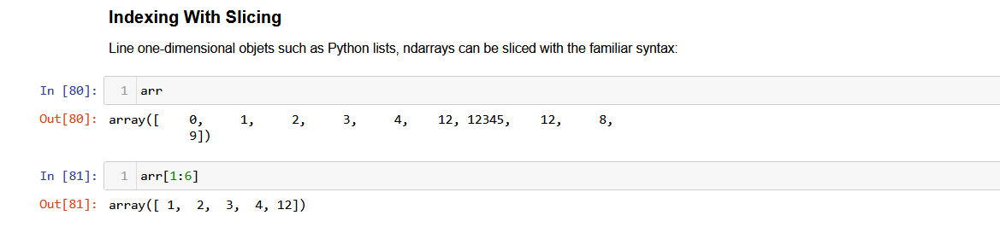 Indexing With Slicing
Line one-dimensional objets such as Python lists, ndarrays can be sliced with the familiar syntax:
In [80]: 1 arr
Out[80]: array([    0,     1,     2,     3,     4,    12, 12345,    12,     8,
           9])
In [81]: 1 arr[1:6]
Out[81]: array([ 1,  2,  3,  4, 12])